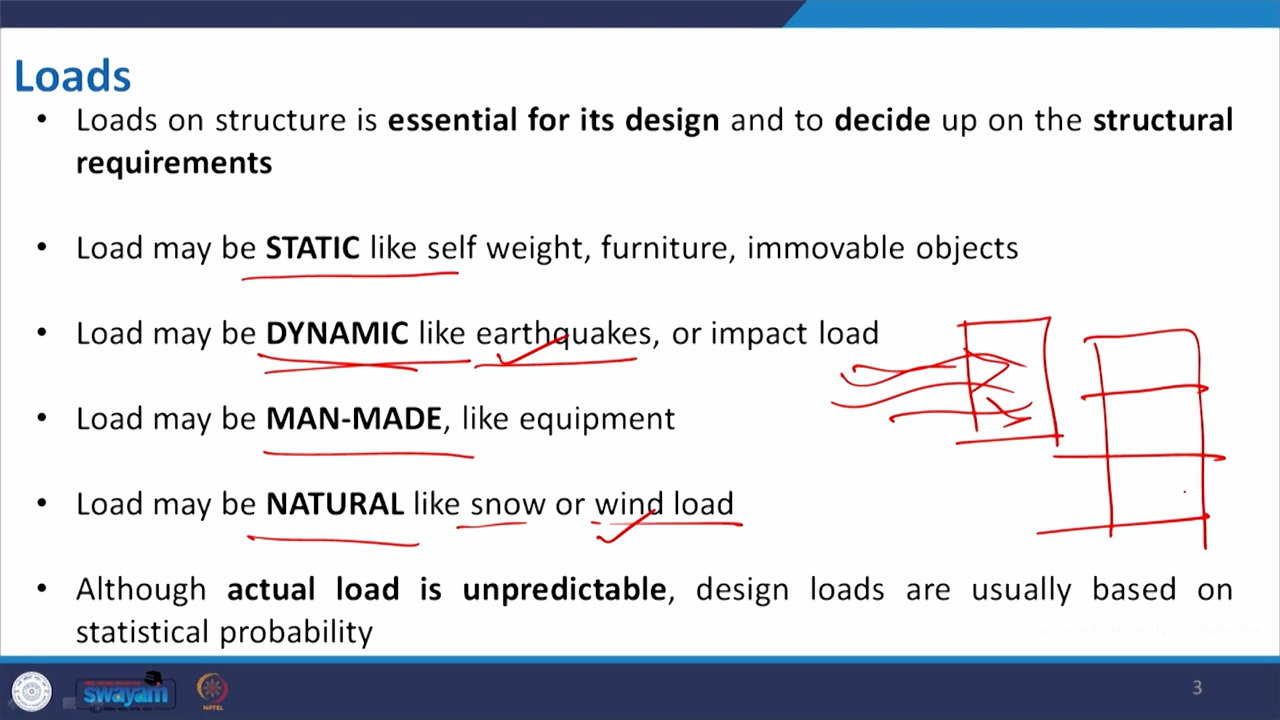 Loads
• Loads on structure is essential for its design and to decide up on the structural
requirements
• Load may be STATIC like self weight, furniture, immovable objects
• Load may be DYNAMIC like earthquakes, or impact load
• Load may be MAN-MADE, like equipment
• Load may be NATURAL like snow or wind load
• Although actual load is unpredictable, design loads are usually based on
statistical probability
swayam
NPTEL
3